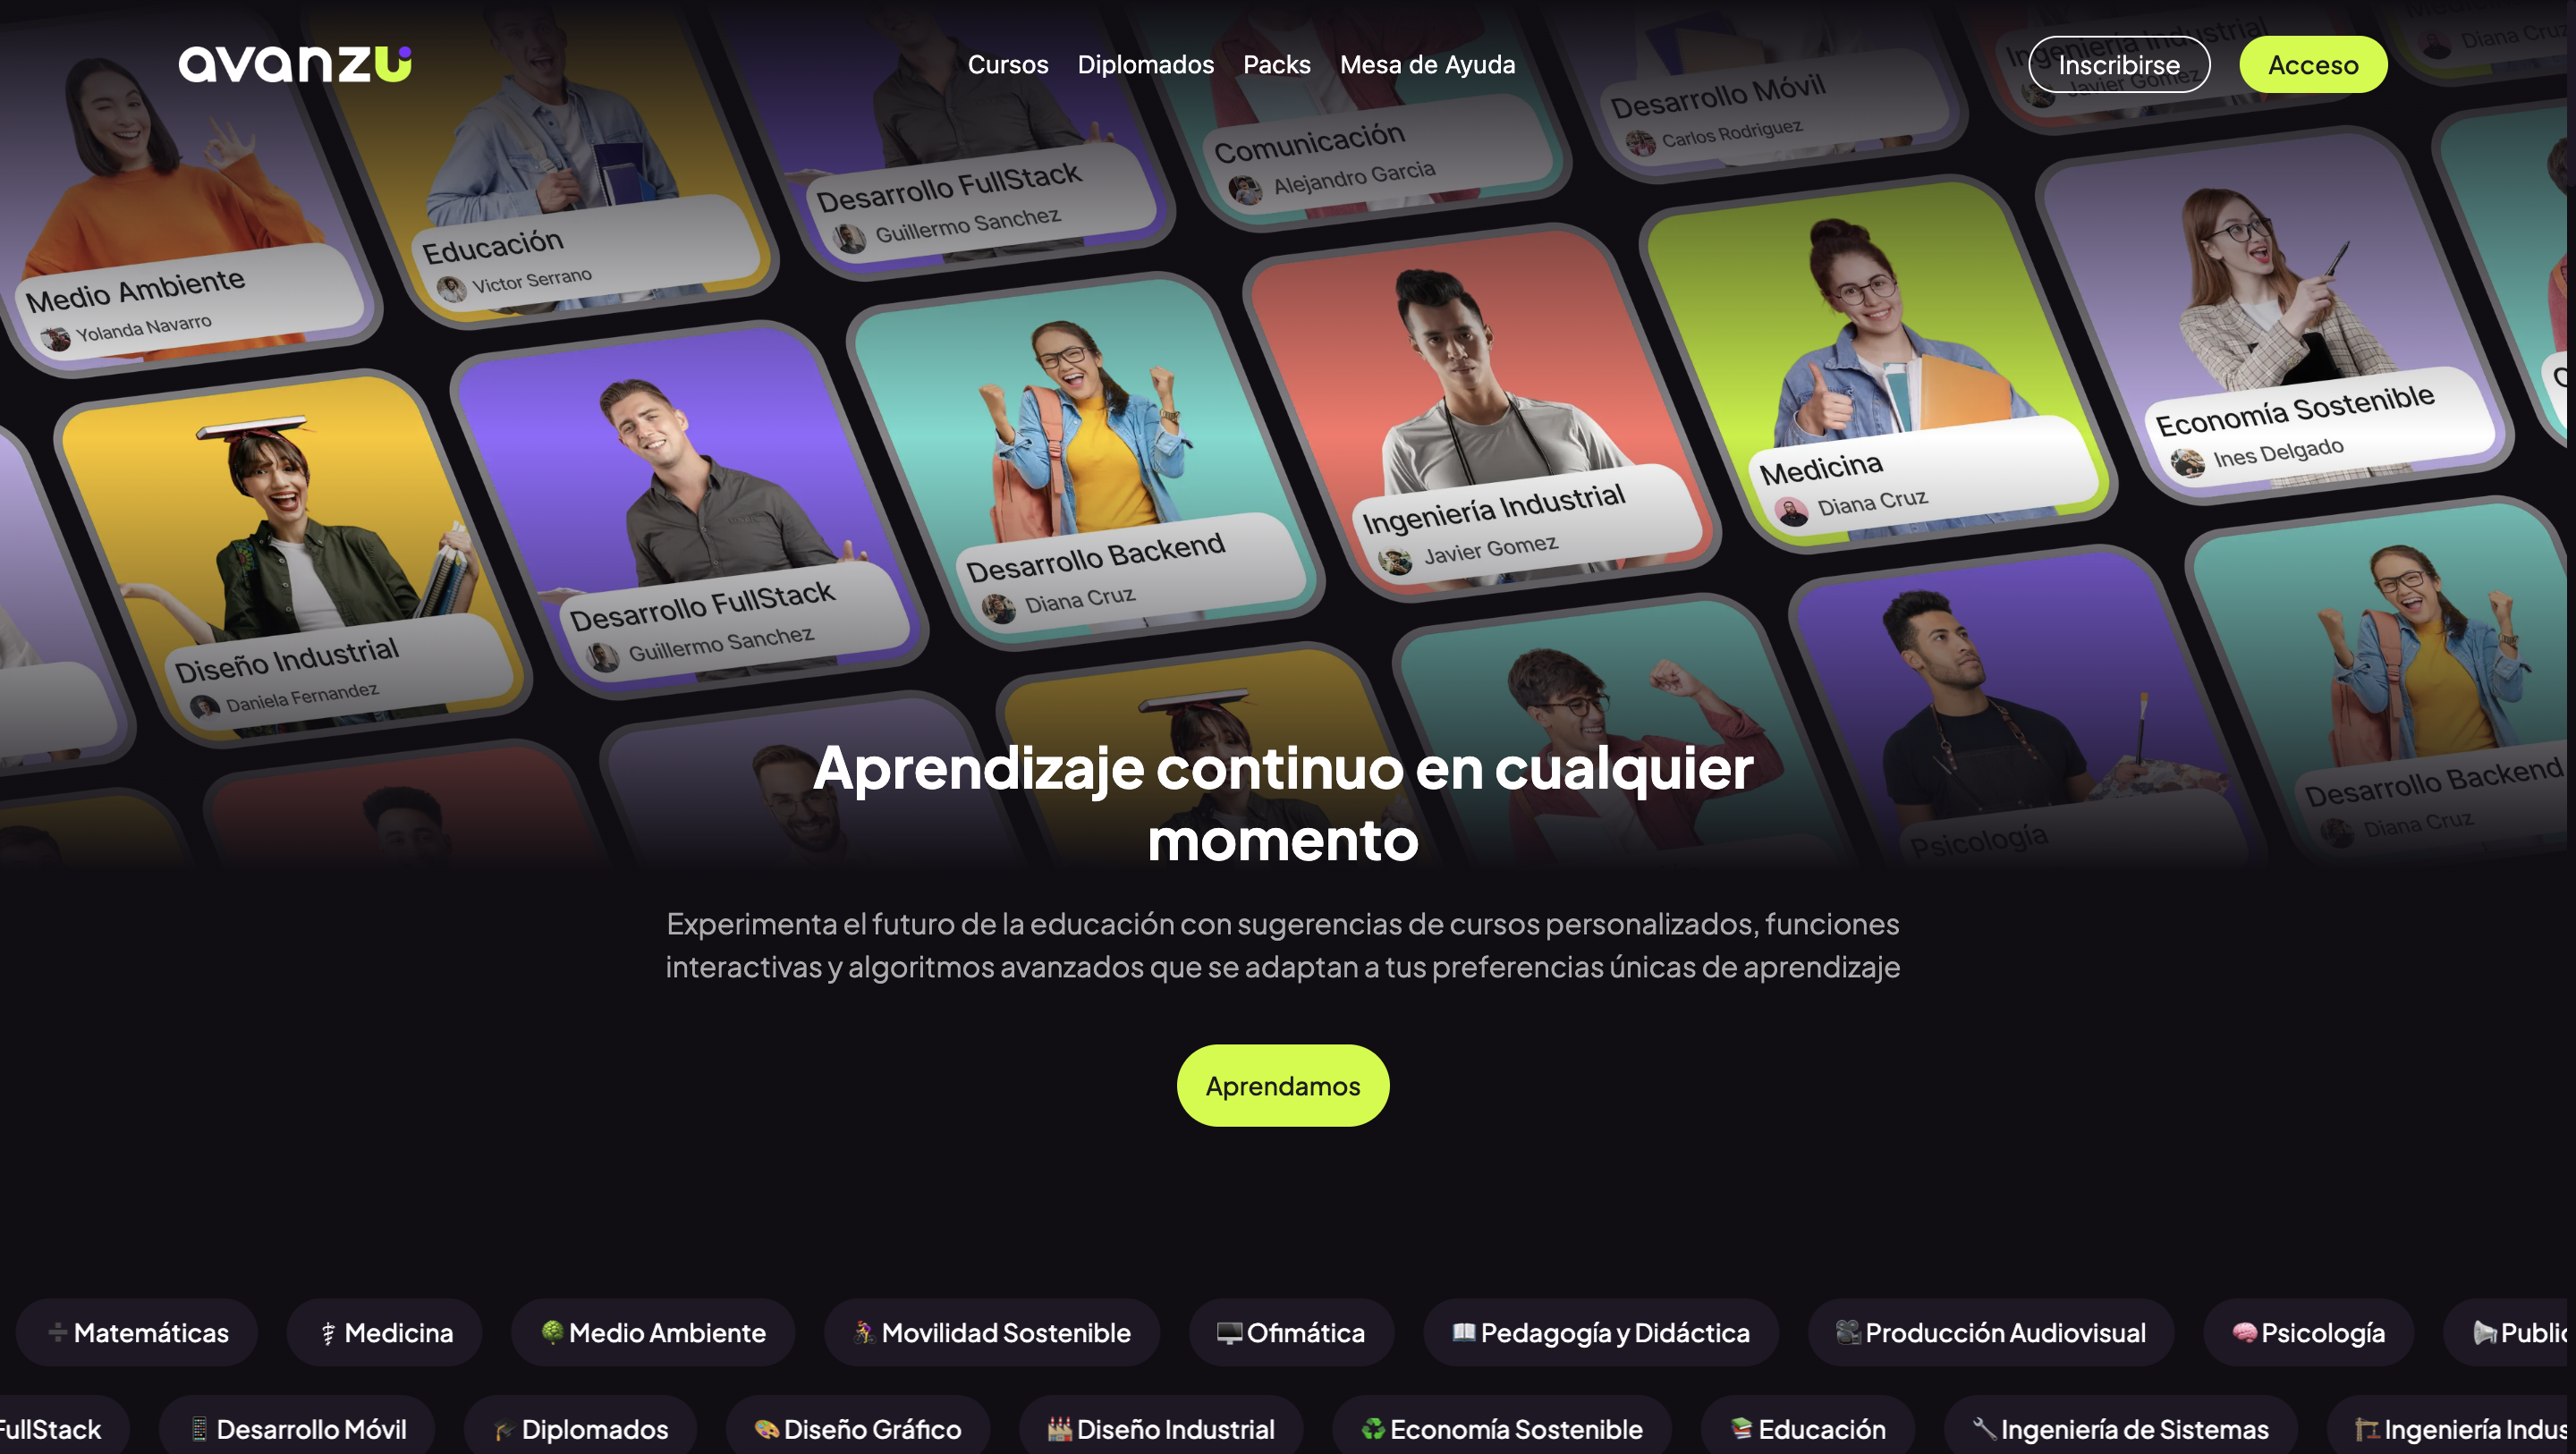 avanzu
Cursos Diplomados Packs Mesa de Ayuda
Inscribirse
Acceso
Ingeniería Industrial
Javier Gomez
Diana Cruz
Desarrollo Móvil
Carlos Rodriguez
Comunicación
Alejandro Garcia
Desarrollo FullStack
Guillermo Sanchez
Educación
Victor Serrano
Medio Ambiente
Yolanda Navarro
Economía Sostenible
Ines Delgado
Medicina
Diana Cruz
Ingeniería Industrial
Javier Gomez
Desarrollo Backend
Diana Cruz
Desarrollo FullStack
Guillermo Sanchez
Diseño Industrial
Daniela Fernandez
Desarrollo Backend
Diana Cruz
Psicología
Aprendizaje continuo en cualquier
momento
Experimenta el futuro de la educación con sugerencias de cursos personalizados, funciones
interactivas y algoritmos avanzados que se adaptan a tus preferencias únicas de aprendizaje
Aprendamos
Matemáticas
Medicina
Medio Ambiente
Movilidad Sostenible
Ofimática
Pedagogía y Didáctica
Producción Audiovisual
Psicología
Public
FullStack
Desarrollo Móvil
Diplomados
Diseño Gráfico
Diseño Industrial
Economía Sostenible
Educación
Ingeniería de Sistemas
Ingeniería Indus